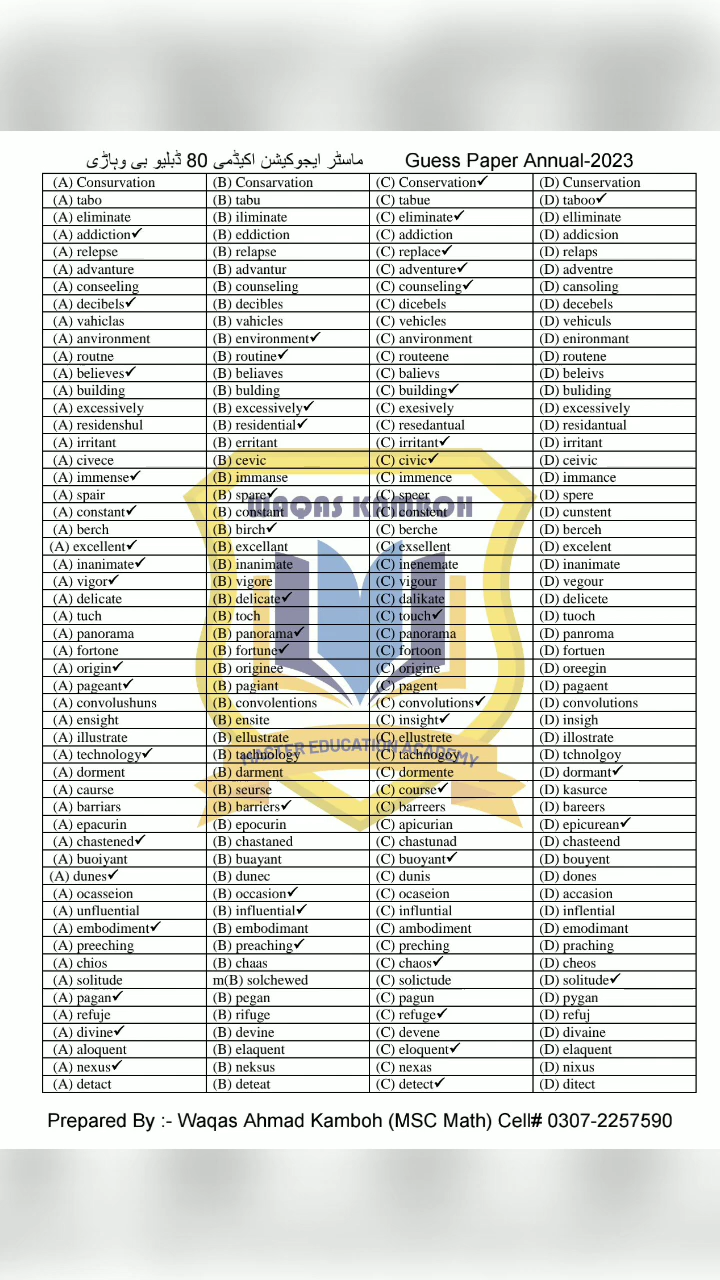 ماسٹر ایجوکیشن اکیڈمی 80 ڈبلیو بی وہاڑی Guess Paper Annual-2023
(A) Consurvation (B) Consarvation (C) Conservation✓ (D) Cunservation
(A) tabo (B) tabu (C) tabue (D) taboo✓
(A) eliminate (B) iliminate (C) eliminate✓ (D) elliminate
(A) addiction✓ (B) eddiction (C) addiction (D) addicsion
(A) relepse (B) relapse (C) replace✓ (D) relaps
(A) advanture (B) advantur (C) adventure✓ (D) adventre
(A) conseeling (B) counseling (C) counseling✓ (D) cansoling
(A) decibels✓ (B) decibles (C) dicebels (D) decebels
(A) vahiclas (B) vahicles (C) vehicles (D) vehiculs
(A) anvironment (B) environment✓ (C) anvironment (D) enironmant
(A) routne (B) routine✓ (C) routeene (D) routene
(A) believes✓ (B) beliaves (C) balievs (D) beleivs
(A) building (B) bulding (C) building✓ (D) buliding
(A) excessively (B) excessively✓ (C) exesively (D) excessively
(A) residenshul (B) residential✓ (C) resedantual (D) residantual
(A) irritant (B) erritant (C) irritant✓ (D) irritant
(A) civece (B) cevic (C) civic✓ (D) ceivic
(A) immense✓ (B) immanse (C) immence (D) immance
(A) spair (B) spare✓ (C) speer (D) spere
WAQAS KAMBOH
(A) constant✓ (B) constant (C) constent (D) cunstent
(A) berch (B) birch✓ (C) berche (D) berceh
(A) excellent✓ (B) excellant (C) exsellent (D) excelent
(A) inanimate✓ (B) inanimate (C) inenemate (D) inanimate
(A) vigor✓ (B) vigore (C) vigour (D) vegour
(A) delicate (B) delicate✓ (C) dalikate (D) delicete
(A) tuch (B) toch (C) touch✓ (D) tuoch
(A) panorama (B) panorama✓ (C) panorama (D) panroma
(A) fortone (B) fortune✓ (C) fortoon (D) fortuen
(A) origin✓ (B) originee (C) origine (D) oreegin
(A) pageant✓ (B) pagiant (C) pagent (D) pagaent
(A) convolushuns (B) convolentions (C) convolutions✓ (D) convolutions
(A) ensight (B) ensite (C) insight✓ (D) insigh
(A) illustrate (B) ellustrate (C) ellustrete (D) illostrate
(A) technology✓ (B) tachnology (C) tachnogoy (D) tchnolgoy
MASTER EDUCATION ACADEMY
(A) dorment (B) darment (C) dormente (D) dormant✓
(A) caurse (B) seurse (C) course✓ (D) kasurce
(A) barriars (B) barriers✓ (C) barreers (D) bareers
(A) epacurin (B) epocurin (C) apicurian (D) epicurean✓
(A) chastened✓ (B) chastaned (C) chastunad (D) chasteend
(A) buoiyant (B) buayant (C) buoyant✓ (D) bouyent
(A) dunes✓ (B) dunec (C) dunis (D) dones
(A) ocasseion (B) occasion✓ (C) ocaseion (D) accasion
(A) unfluential (B) influential✓ (C) influntial (D) inflential
(A) embodiment✓ (B) embodimant (C) ambodiment (D) emodimant
(A) preeching (B) preaching✓ (C) preching (D) praching
(A) chios (B) chaas (C) chaos✓ (D) cheos
(A) solitude m(B) solchewed (C) solictude (D) solitude✓
(A) pagan✓ (B) pegan (C) pagun (D) pygan
(A) refuje (B) rifuge (C) refuge✓ (D) refuj
(A) divine✓ (B) devine (C) devene (D) divaine
(A) aloquent (B) elaquent (C) eloquent✓ (D) elaquent
(A) nexus✓ (B) neksus (C) nexas (D) nixus
(A) detact (B) deteat (C) detect✓ (D) ditect
Prepared By :- Waqas Ahmad Kamboh (MSC Math) Cell# 0307-2257590